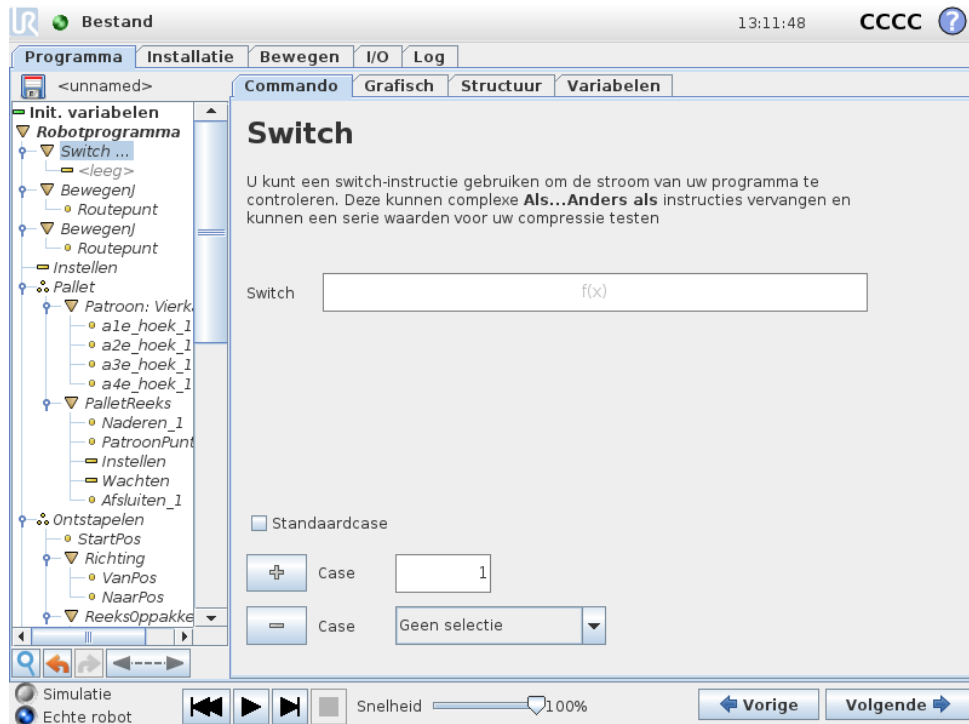 UR Bestand 13:11:48 CCCC ?
Programma Installatie Bewegen I/O Log
<unnamed> Commando Grafisch Structuur Variabelen
Init. variabelen
Robotprogramma
Switch ...
<leeg>
BewegenJ
Routepunt
BewegenJ
Routepunt
Instellen
Pallet
Patroon: Vierka
a1e_hoek_1
a2e_hoek_1
a3e_hoek_1
a4e_hoek_1
PalletReeks
Naderen_1
PatroonPunt
Instellen
Wachten
Afsluiten_1
Ontstapelen
StartPos
Richting
VanPos
NaarPos
ReeksOppakke
Switch
U kunt een switch-instructie gebruiken om de stroom van uw programma te
controleren. Deze kunnen complexe Als...Anders als instructies vervangen en
kunnen een serie waarden voor uw compressie testen
Switch f(x)
Standaardcase
Case 1
Case Geen selectie
Simulatie
Echte robot
Snelheid 100%
Vorige Volgende